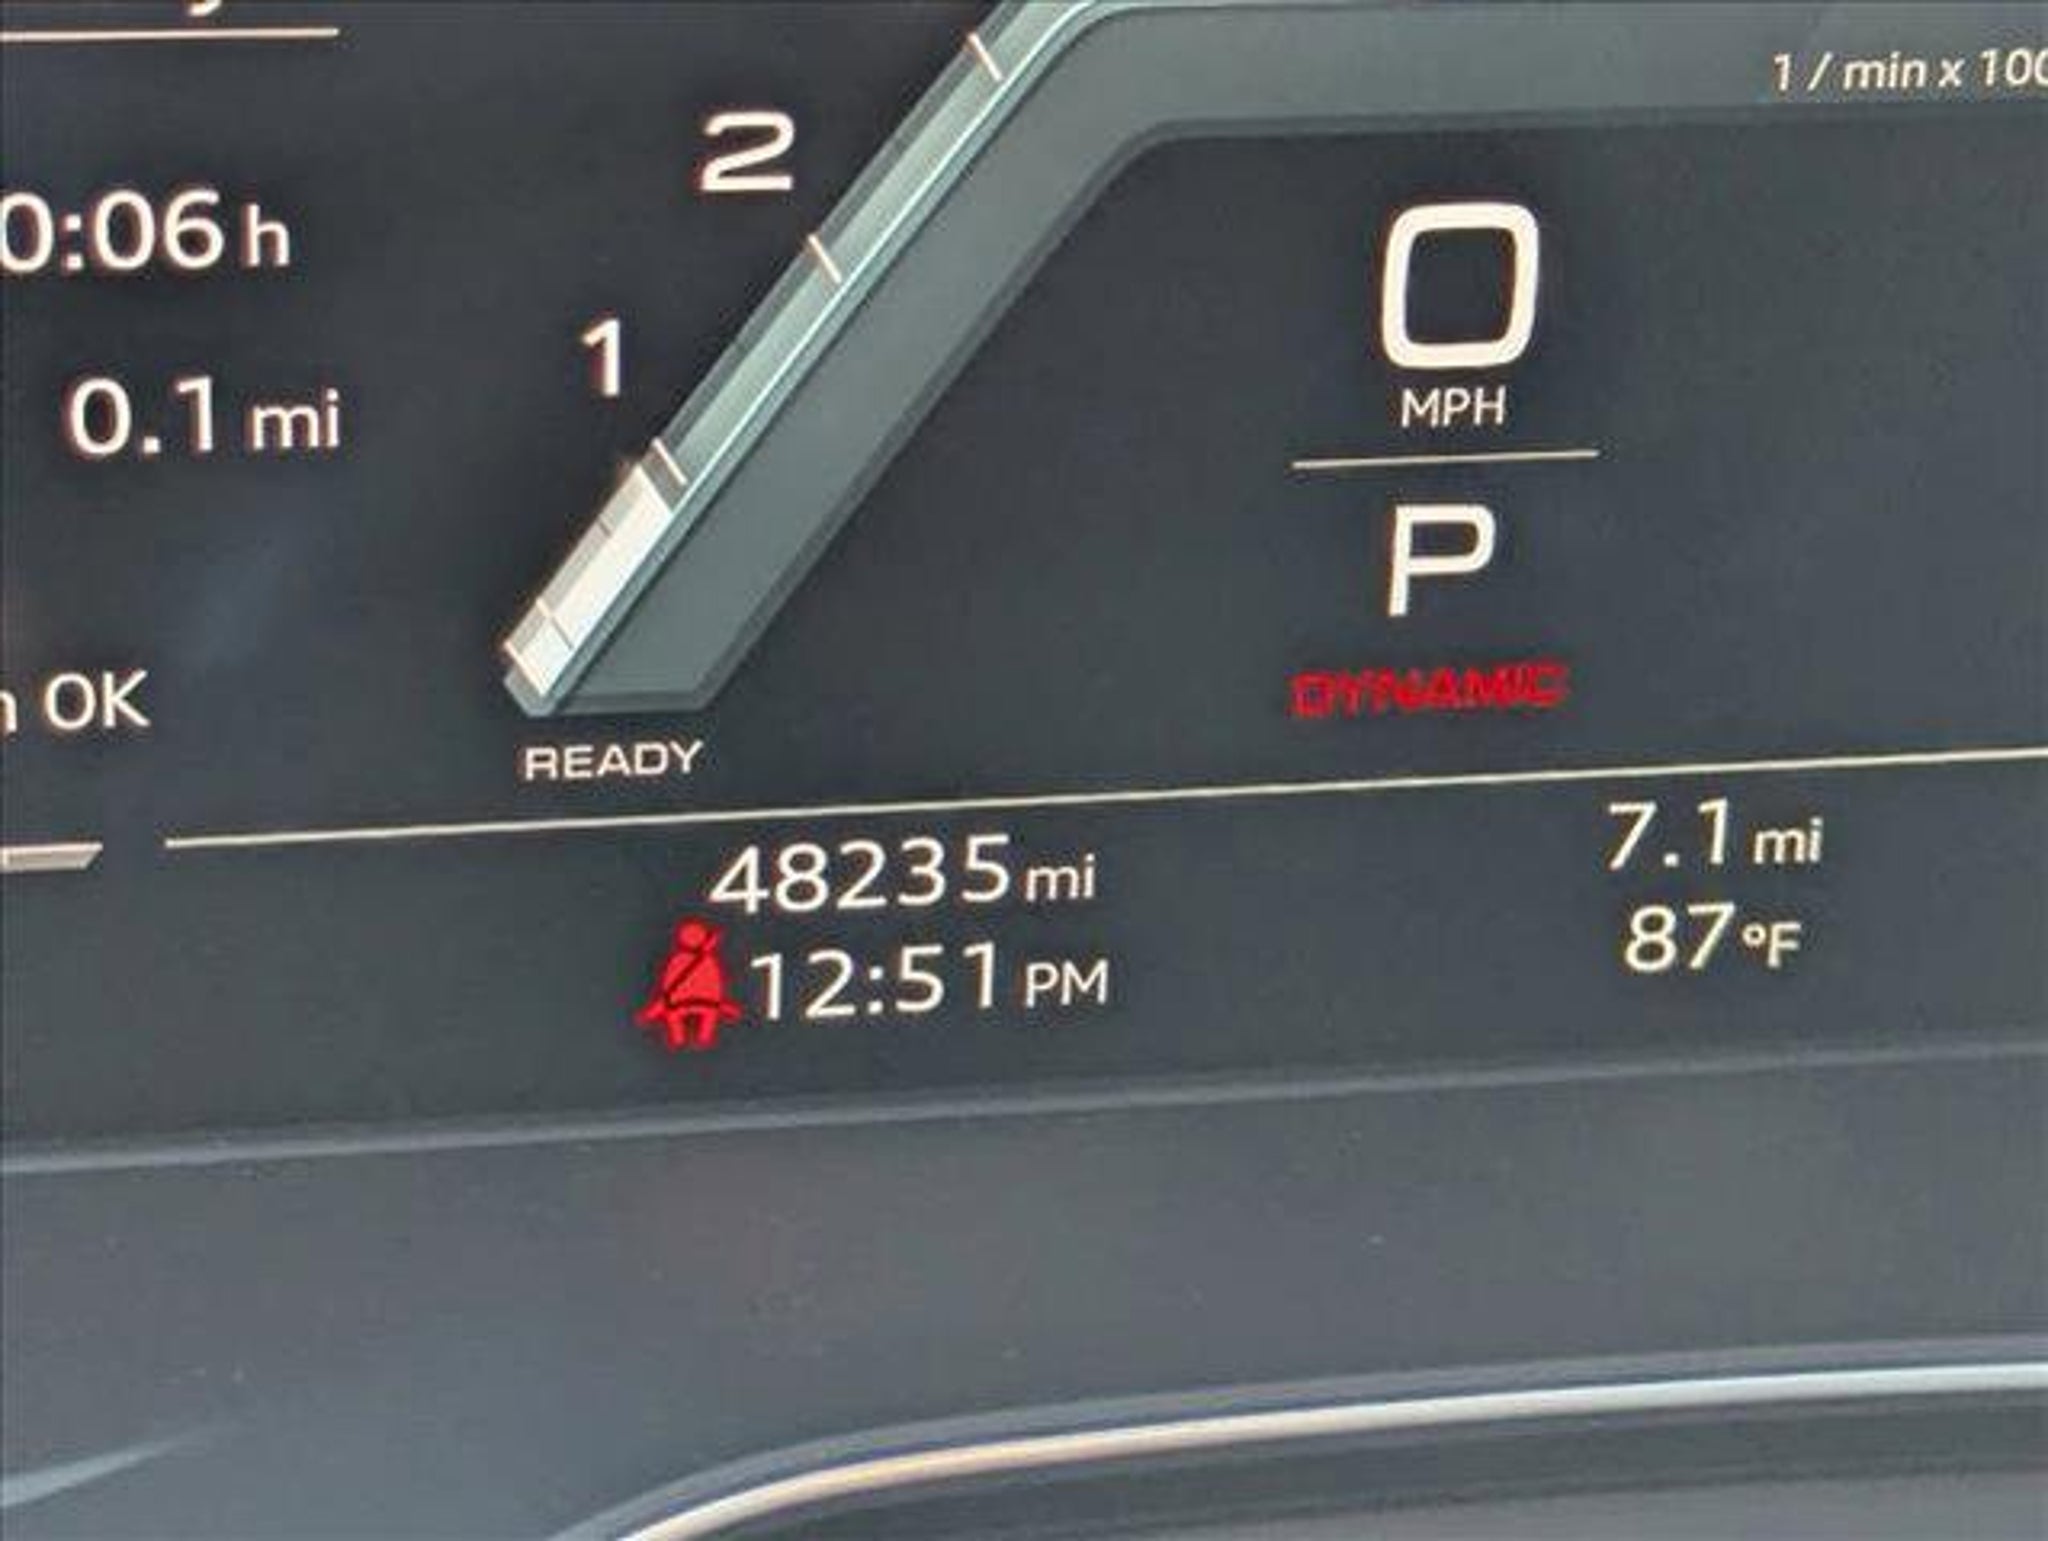 1 / min x 100
2
0:06 h
0
1
0.1 mi
MPH
P
DYNAMIC
OK
READY
48235 mi
7.1 mi
12:51 PM
87 °F